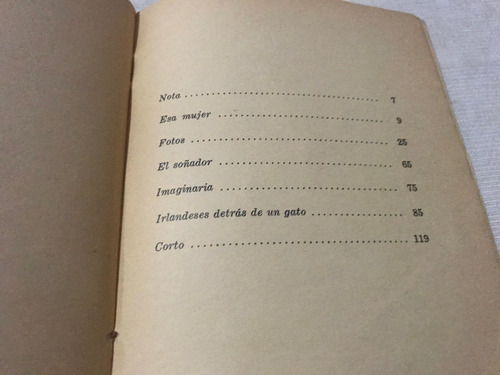 Nota ........................................ 7
Esa mujer ................................. 9
Fotos ...................................... 25
El soñador ................................ 65
Imaginaria ................................ 75
Irlandeses detrás de un gato ................ 85
Corto ...................................... 119